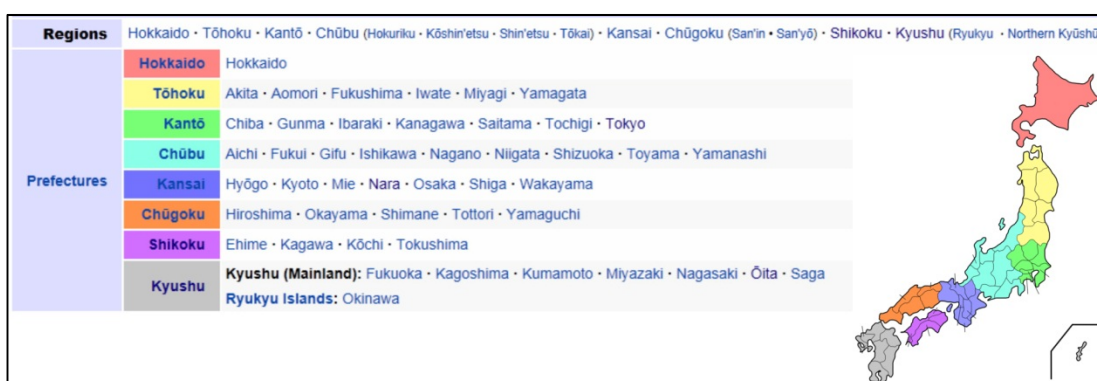 Regions Hokkaido · Tōhoku · Kantō · Chūbu (Hokuriku · Kōshin'etsu · Shin'etsu · Tōkai) · Kansai · Chūgoku (San'in • San'yō) · Shikoku · Kyushu (Ryukyu · Northern Kyūshū
Prefectures
Hokkaido Hokkaido
Tōhoku Akita · Aomori · Fukushima · Iwate · Miyagi · Yamagata
Kantō Chiba · Gunma · Ibaraki · Kanagawa · Saitama · Tochigi · Tokyo
Chūbu Aichi · Fukui · Gifu · Ishikawa · Nagano · Niigata · Shizuoka · Toyama · Yamanashi
Kansai Hyōgo · Kyoto · Mie · Nara · Osaka · Shiga · Wakayama
Chūgoku Hiroshima · Okayama · Shimane · Tottori · Yamaguchi
Shikoku Ehime · Kagawa · Kōchi · Tokushima
Kyushu
Kyushu (Mainland): Fukuoka · Kagoshima · Kumamoto · Miyazaki · Nagasaki · Ōita · Saga
Ryukyu Islands: Okinawa